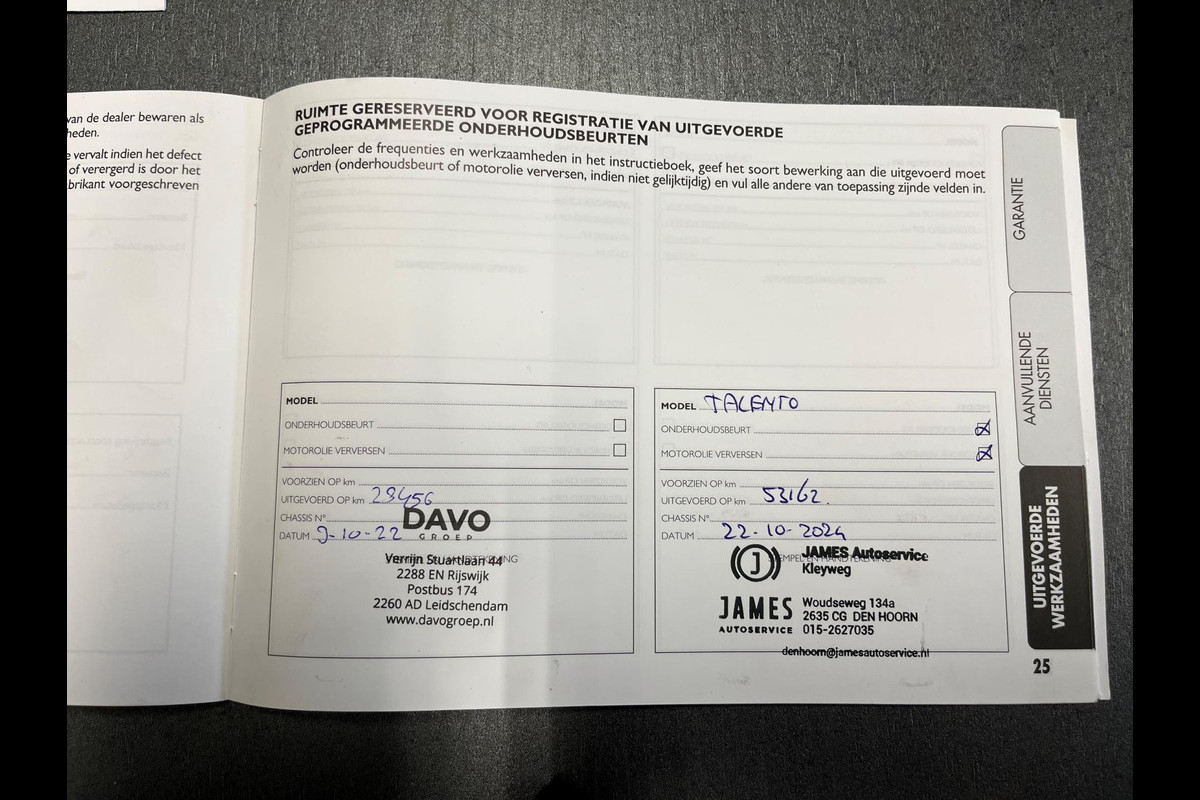 van de dealer bewaren als
heden.
e vervalt indien het defect
of verergerd is door het
brikant voorgeschreven
RUIMTE GERESERVEERD VOOR REGISTRATIE VAN UITGEVOERDE
GEPROGRAMMEERDE ONDERHOUDSBEURTEN
Controleer de frequenties en werkzaamheden in het instructieboek, geef het soort bewerking aan die uitgevoerd moet
worden (onderhoudsbeurt of motorolie verversen, indien niet gelijktijdig) en vul alle andere van toepassing zijnde velden in.
MODEL
ONDERHOUDSBEURT
MOTOROLIE VERVERSEN
VOORZIEN OP km
UITGEVOERD OP km 28456
CHASSIS N°
DATUM 9-10-22
DAVO
GROEP
Verrijn Stuartlaan 44
2288 EN Rijswijk
Postbus 174
2260 AD Leidschendam
www.davogroep.nl
MODEL TALENTO
ONDERHOUDSBEURT
MOTOROLIE VERVERSEN
VOORZIEN OP km
UITGEVOERD OP km 53162.
CHASSIS N°
DATUM 22-10-2024
J
JAMES Autoservice
Kleyweg
JAMES
AUTOSERVICE
Woudseweg 134a
2635 CG DEN HOORN
015-2627035
denhoorn@jamesautoservice.nl
GARANTIE
AANVULLENDE
DIENSTEN
UITGEVOERDE
WERKZAAMHEDEN
25